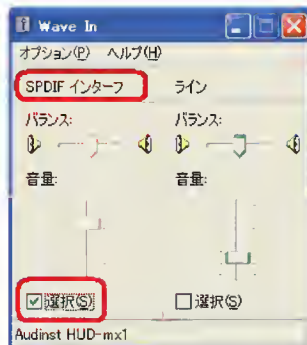 Wave In
オプション(P) ヘルプ(H)
SPDIF インターフ ライン
バランス: バランス:
音量: 音量:
選択(S) 選択(S)
Audinst HUD-mx1